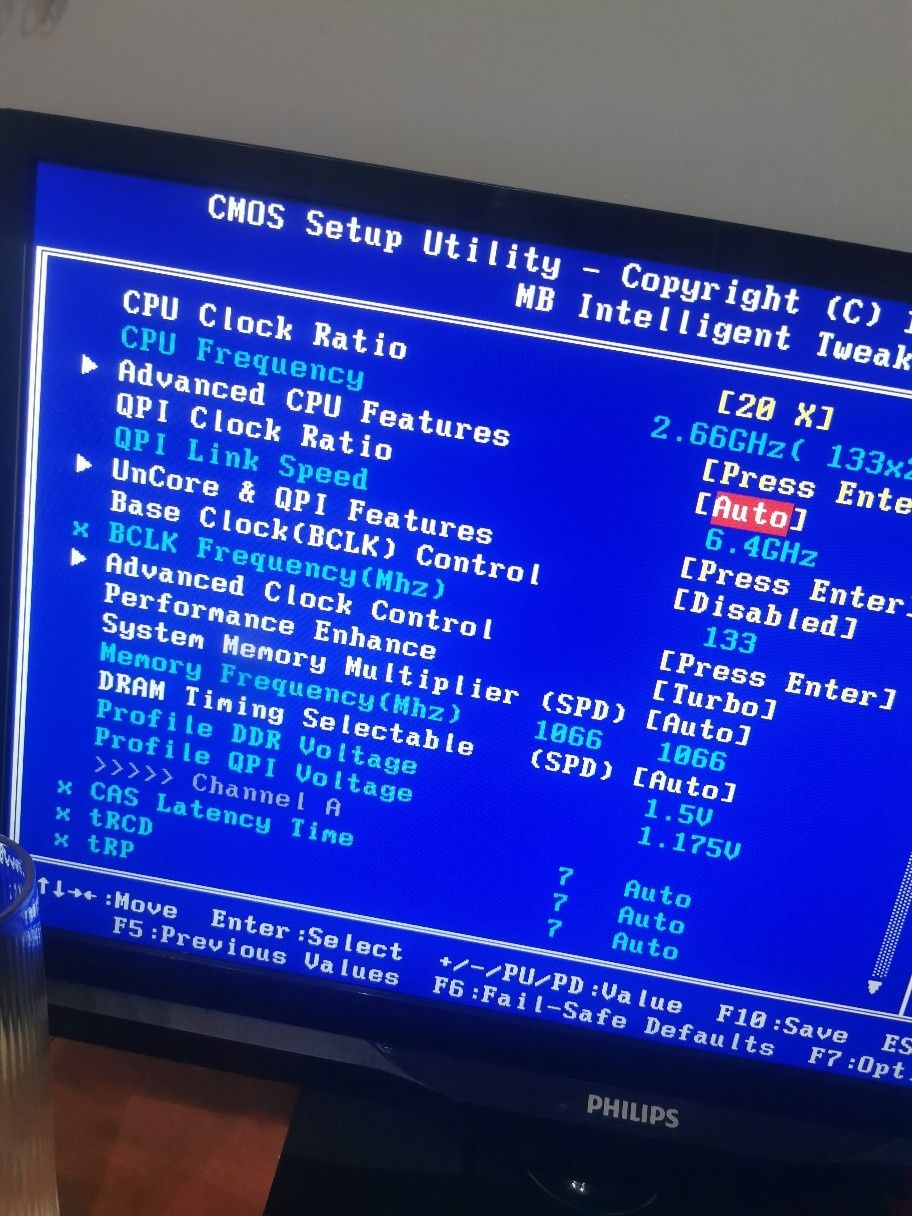 CMOS Setup Utility - Copyright (C)
MB Intelligent Tweak
CPU Clock Ratio [20 X]
CPU Frequency 2.66GHz( 133x2
▶ Advanced CPU Features [Press Ente
QPI Clock Ratio [Auto]
QPI Link Speed 6.4GHz
▶ UnCore & QPI Features [Press Enter
Base Clock(BCLK) Control [Disabled]
x BCLK Frequency(Mhz) 133
▶ Advanced Clock Control [Press Enter]
Performance Enhance [Turbo]
System Memory Multiplier (SPD) [Auto]
Memory Frequency(Mhz) 1066 1066
DRAM Timing Selectable (SPD) [Auto]
Profile DDR Voltage 1.5V
Profile QPI Voltage 1.175V
>>>>> Channel A
x CAS Latency Time 7 Auto
x tRCD 7 Auto
x tRP 7 Auto
↑↓→←:Move Enter:Select +/-/PU/PD:Value F10:Save ES
F5:Previous Values F6:Fail-Safe Defaults F7:Opt
PHILIPS